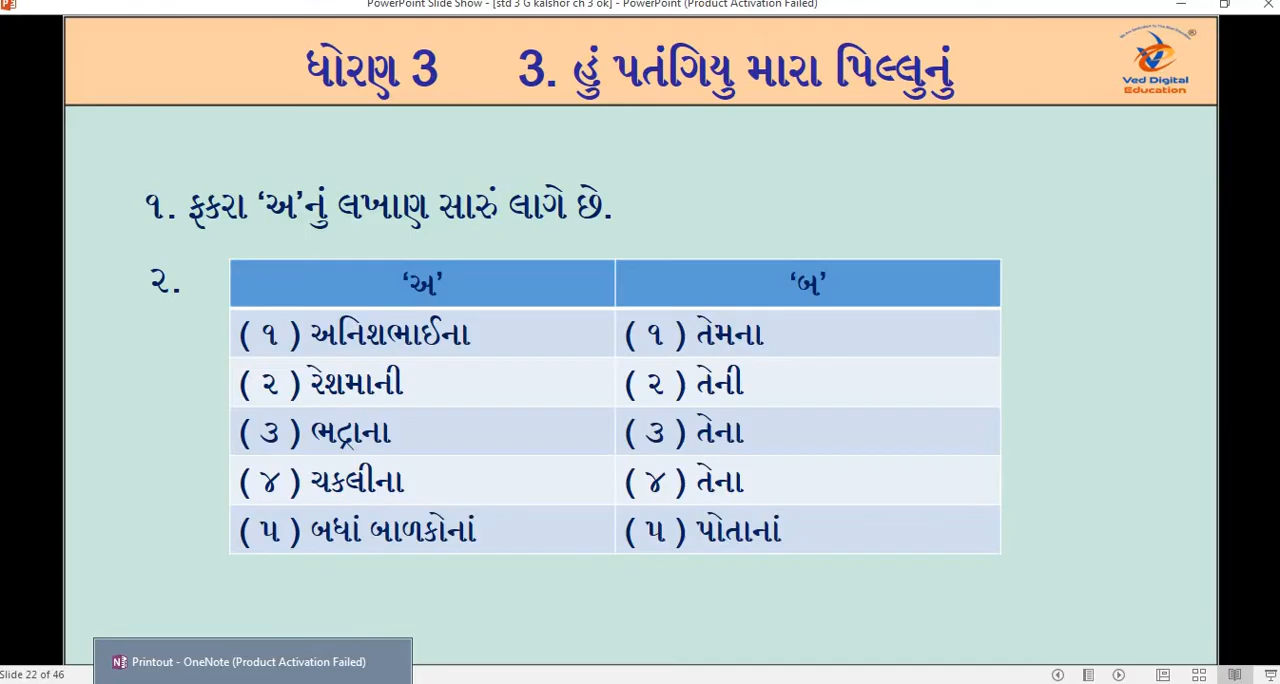 PowerPoint Slide Show - [std 3 G kalshor ch 3 ok] - PowerPoint (Product Activation Failed)
ધોરણ 3 3. હું પતંગિયુ મારા પિલ્લુનું
Ved Digital
Education
૧. ફકરા ‘અ’નું લખાણ સારું લાગે છે.
૨. ‘અ’ ‘બ’
( ૧ ) અનિશભાઈના ( ૧ ) તેમના
( ૨ ) રેશમાની ( ૨ ) તેની
( ૩ ) ભદ્રાના ( ૩ ) તેના
( ૪ ) ચકલીના ( ૪ ) તેના
( ૫ ) બધાં બાળકોનાં ( ૫ ) પોતાનાં
Printout - OneNote (Product Activation Failed)
Slide 22 of 46